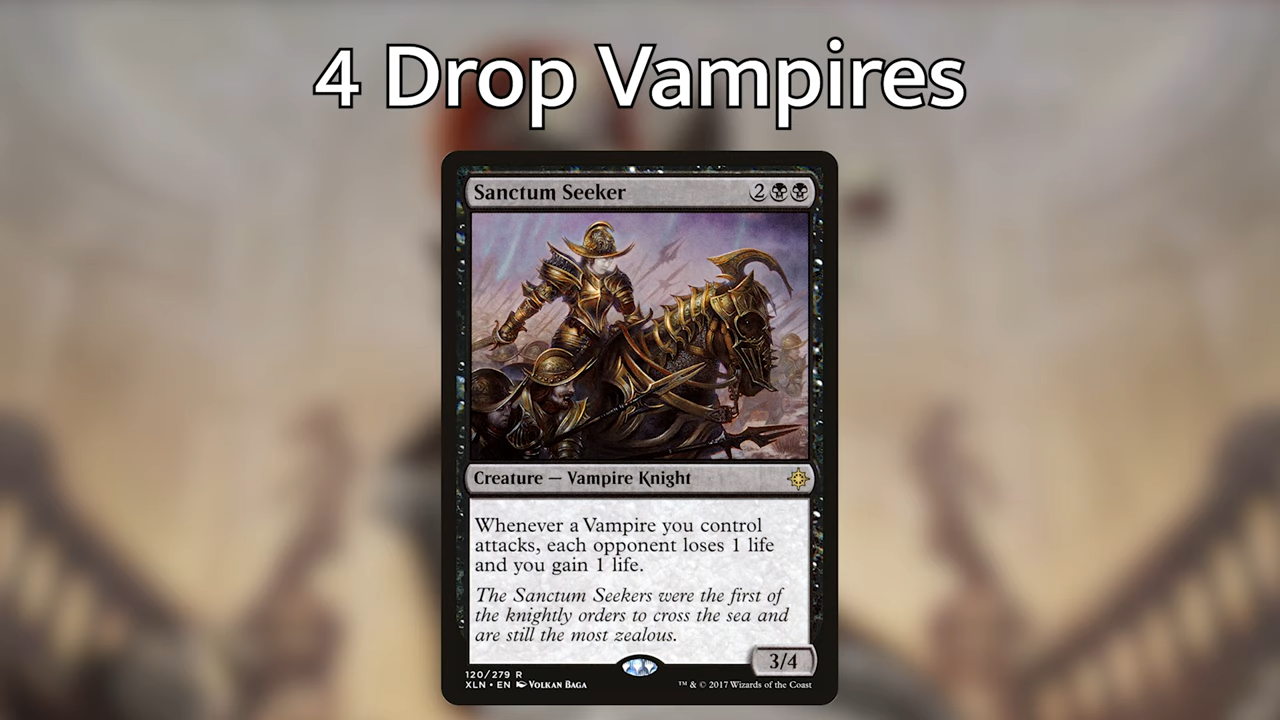 4 Drop Vampires
Sanctum Seeker 2
Creature — Vampire Knight
Whenever a Vampire you control
attacks, each opponent loses 1 life
and you gain 1 life.
The Sanctum Seekers were the first of
the knightly orders to cross the sea and
are still the most zealous.
3/4
120/279 R
XLN • EN VOLKAN BAGA
™ & © 2017 Wizards of the Coast